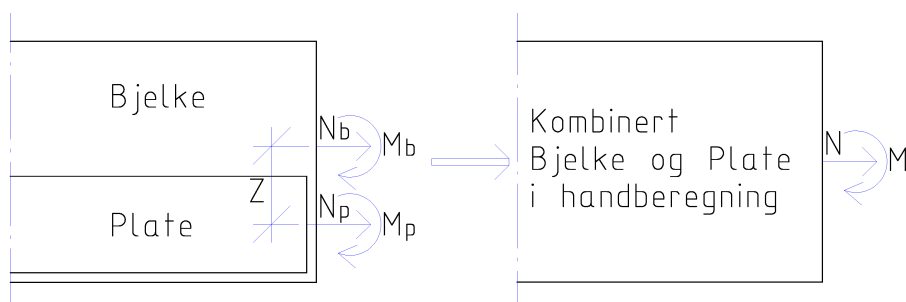 Bjelke
Nb
Mb
Z
Plate
Np
Mp
Kombinert
Bjelke og Plate
i handberegning
N
M